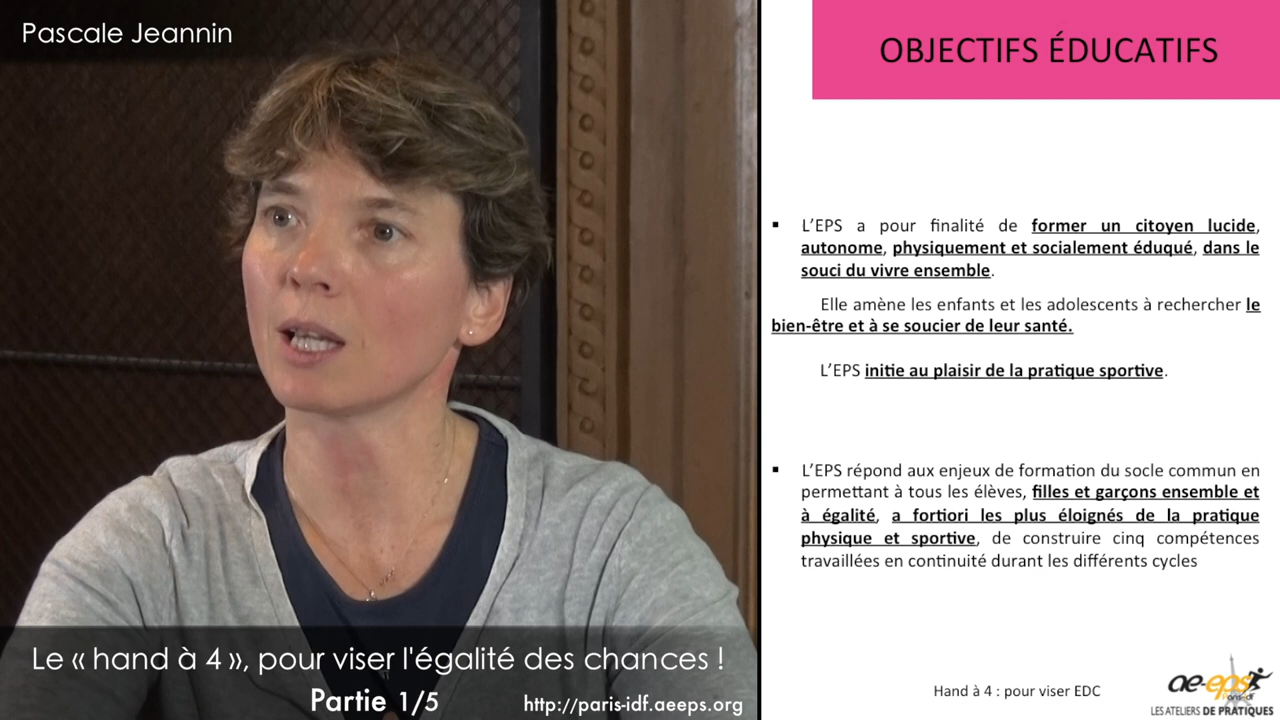 Pascale Jeannin
Le « hand à 4 », pour viser l'égalité des chances !
Partie 1/5
http://paris-idf.aeeps.org
OBJECTIFS ÉDUCATIFS
▪ L’EPS a pour finalité de former un citoyen lucide,
autonome, physiquement et socialement éduqué, dans le
souci du vivre ensemble.
Elle amène les enfants et les adolescents à rechercher le
bien-être et à se soucier de leur santé.
L’EPS initie au plaisir de la pratique sportive.
▪ L’EPS répond aux enjeux de formation du socle commun en
permettant à tous les élèves, filles et garçons ensemble et
à égalité, a fortiori les plus éloignés de la pratique
physique et sportive, de construire cinq compétences
travaillées en continuité durant les différents cycles
Hand à 4 : pour viser EDC
ae-eps
Paris-idf
LES ATELIERS DE PRATIQUES